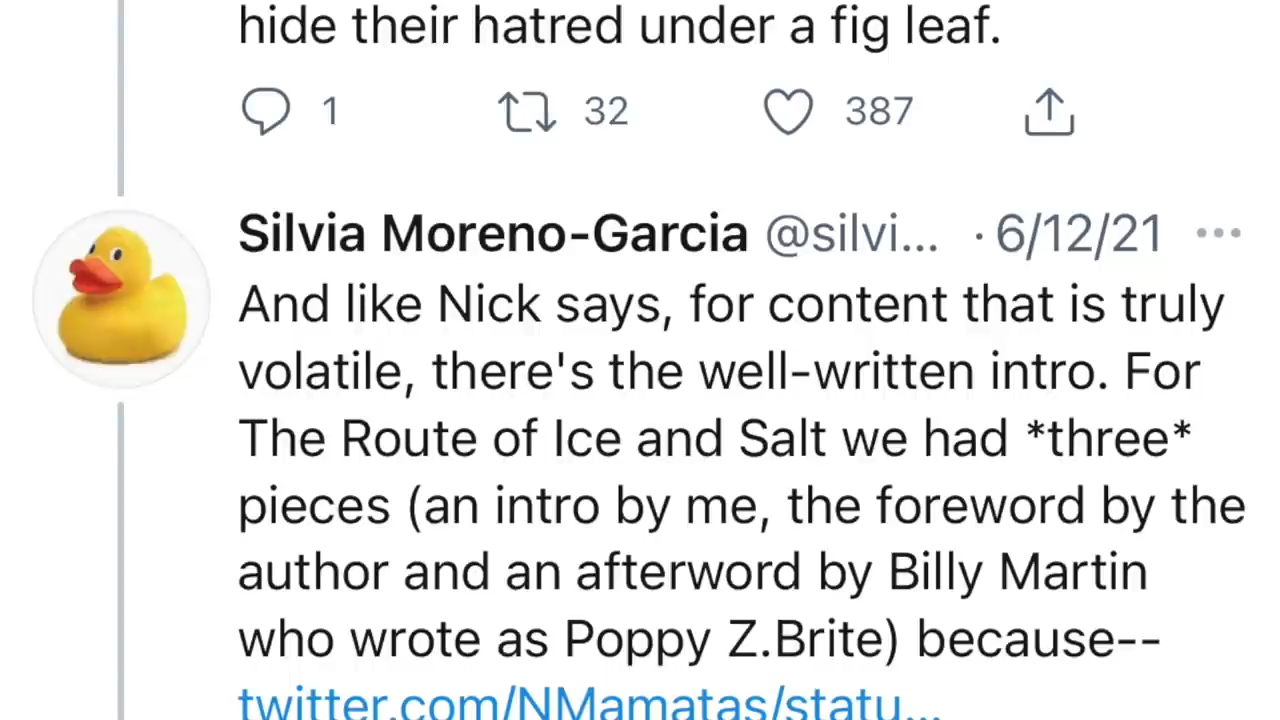 hide their hatred under a fig leaf.
1 32 387
Silvia Moreno-Garcia @silvi... · 6/12/21
And like Nick says, for content that is truly
volatile, there's the well-written intro. For
The Route of Ice and Salt we had *three*
pieces (an intro by me, the foreword by the
author and an afterword by Billy Martin
who wrote as Poppy Z.Brite) because--
twitter.com/NMamatas/statu...